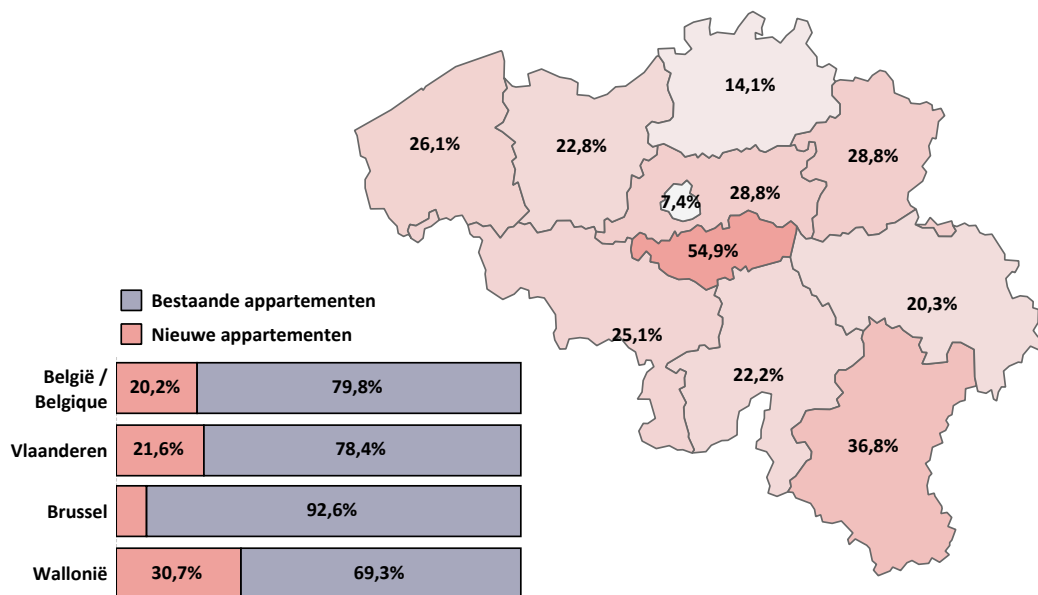 14,1%
26,1%
22,8%
28,8%
7,4%
28,8%
54,9%
20,3%
25,1%
22,2%
36,8%
Bestaande appartementen
Nieuwe appartementen
België /
Belgique
20,2%
79,8%
Vlaanderen
21,6%
78,4%
Brussel
92,6%
Wallonië
30,7%
69,3%